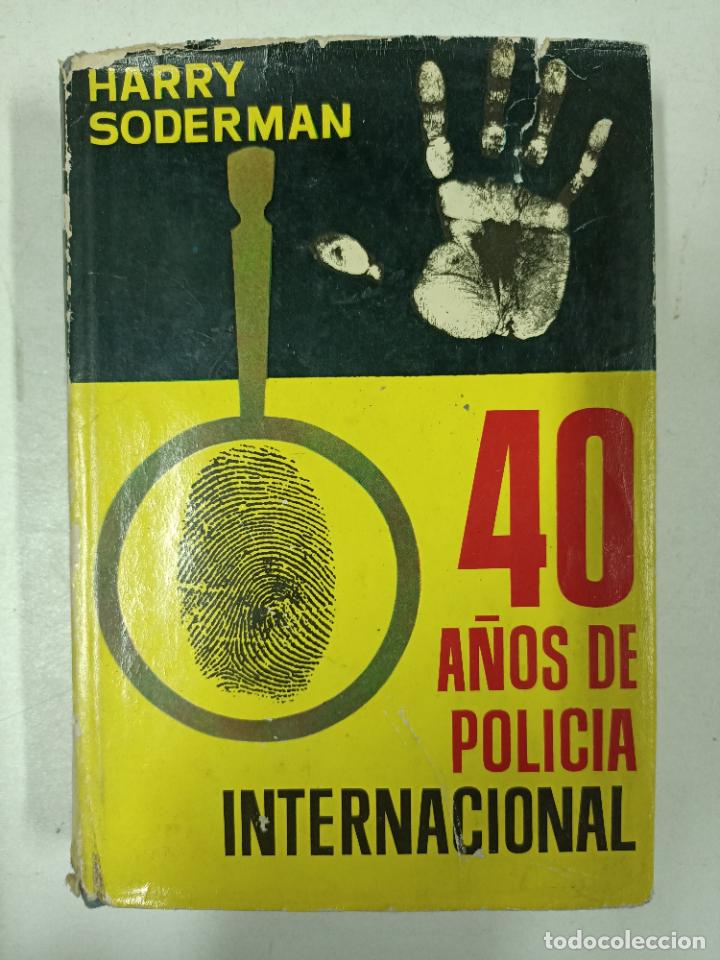 HARRY
SODERMAN
40
AÑOS DE
POLICIA
INTERNACIONAL
todocoleccion